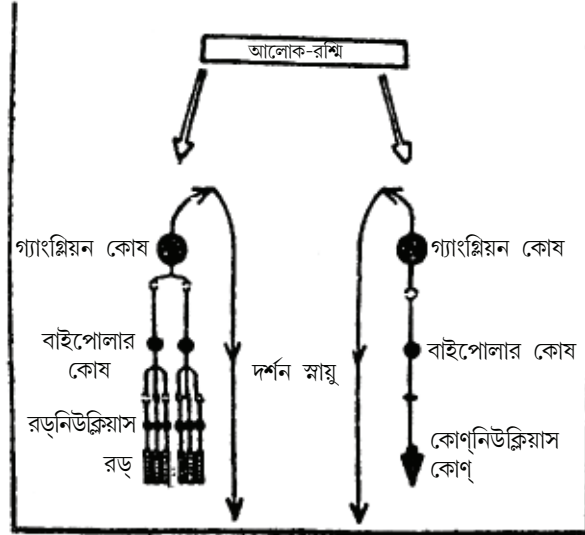 আলোক-রশ্মি
গ্যাংগ্লিয়ন কোষ
গ্যাংগ্লিয়ন কোষ
বাইপোলার
কোষ
দর্শন স্নায়ু
বাইপোলার কোষ
রড্‌নিউক্লিয়াস
রড্
কোণ্‌নিউক্লিয়াস
কোণ্